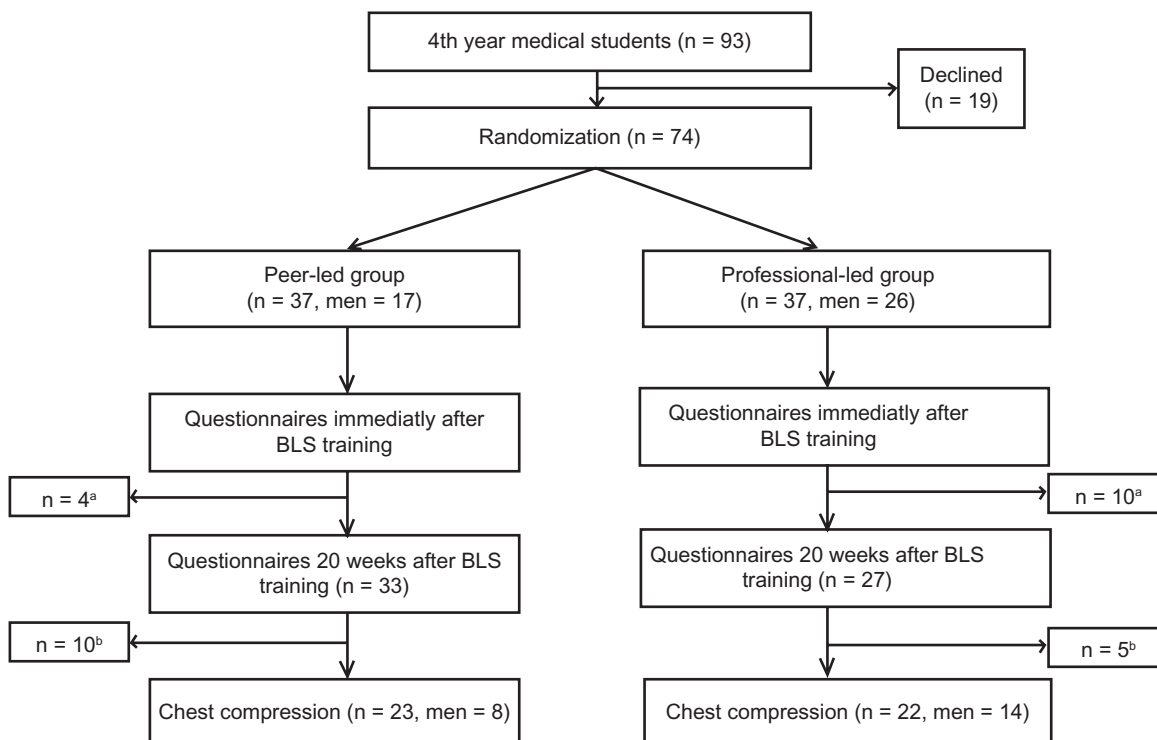 4th year medical students (n = 93)
Declined
(n = 19)
Randomization (n = 74)
Peer-led group
(n = 37, men = 17)
Professional-led group
(n = 37, men = 26)
Questionnaires immediatly after
BLS training
Questionnaires immediatly after
BLS training
n = 4ᵃ
n = 10ᵃ
Questionnaires 20 weeks after BLS
training (n = 33)
Questionnaires 20 weeks after BLS
training (n = 27)
n = 10ᵇ
n = 5ᵇ
Chest compression (n = 23, men = 8)
Chest compression (n = 22, men = 14)